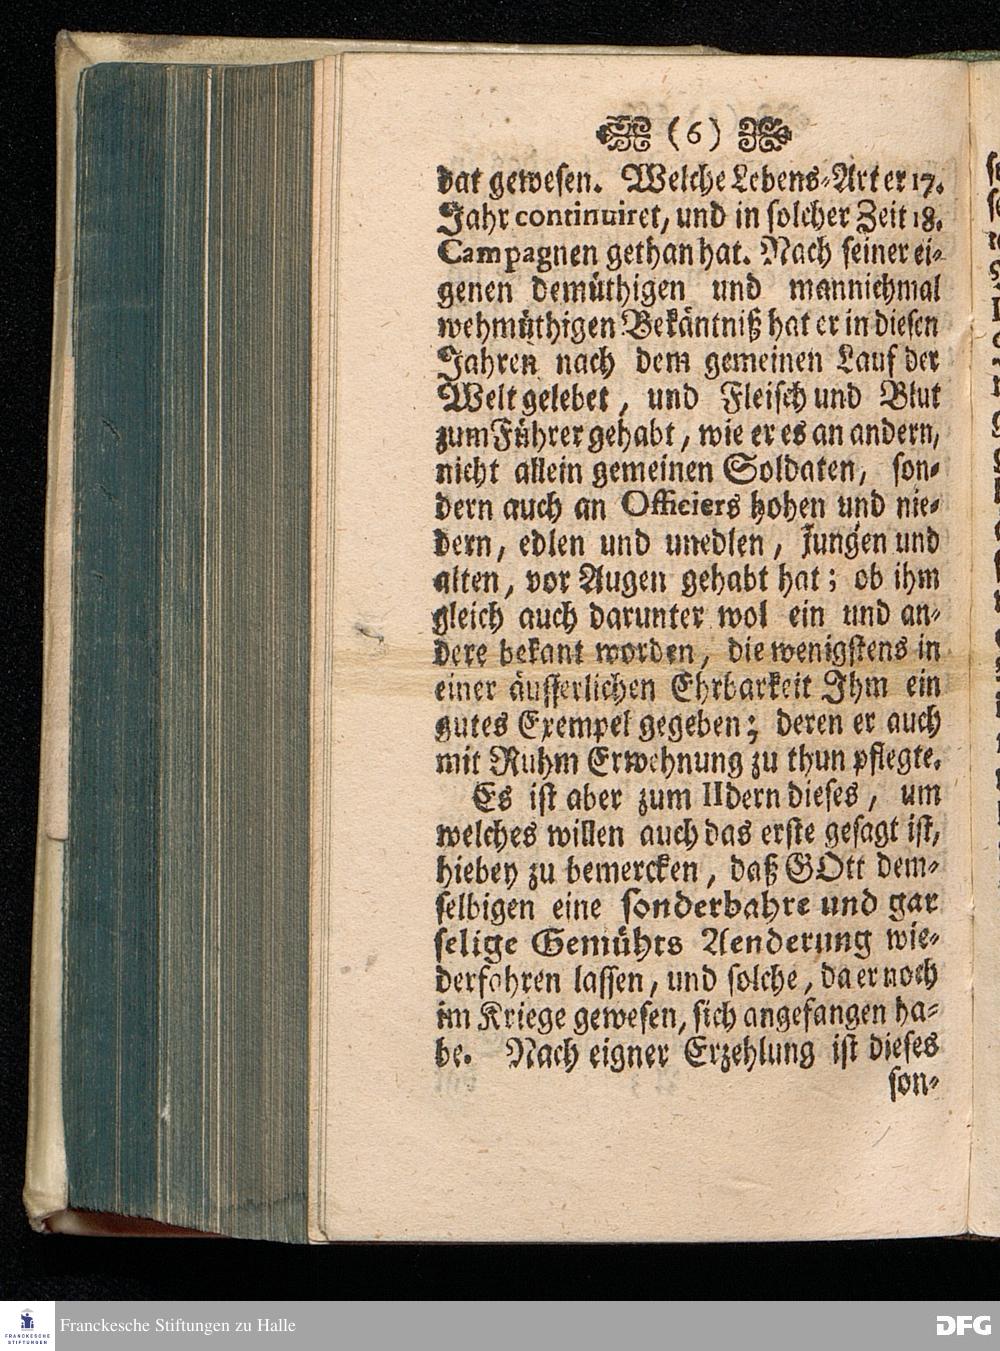 (6)
dat gewesen. Welche Lebens-Art er 17.
Jahr continuiret, und in solcher Zeit 18.
Campagnen gethan hat. Nach seiner ei-
genen demüthigen und mannichmal
wehmüthigen Bekäntniß hat er in diesen
Jahren nach dem gemeinen Lauf der
Welt gelebet, und Fleisch und Blut
zum Führer gehabt, wie er es an andern,
nicht allein gemeinen Soldaten, son-
dern auch an Officiers hohen und nie-
dern, edlen und unedlen, jungen und
alten, vor Augen gehabt hat; ob ihm
gleich auch darunter wol ein und an-
dere bekant worden, die wenigstens in
einer äusserlichen Ehrbarkeit Ihm ein
gutes Exempel gegeben; deren er auch
mit Ruhm Erwehnung zu thun pflegte.
Es ist aber zum IIdern dieses, um
welches willen auch das erste gesagt ist,
hiebey zu bemercken, daß GOtt dem-
selbigen eine sonderbahre und gar
selige Gemühts Aenderung wie-
derfahren lassen, und solche, da er noch
im Kriege gewesen, sich angefangen ha-
be. Nach eigner Erzehlung ist dieses
son-
FRANCKESCHE
STIFTUNGEN
Franckesche Stiftungen zu Halle
DFG